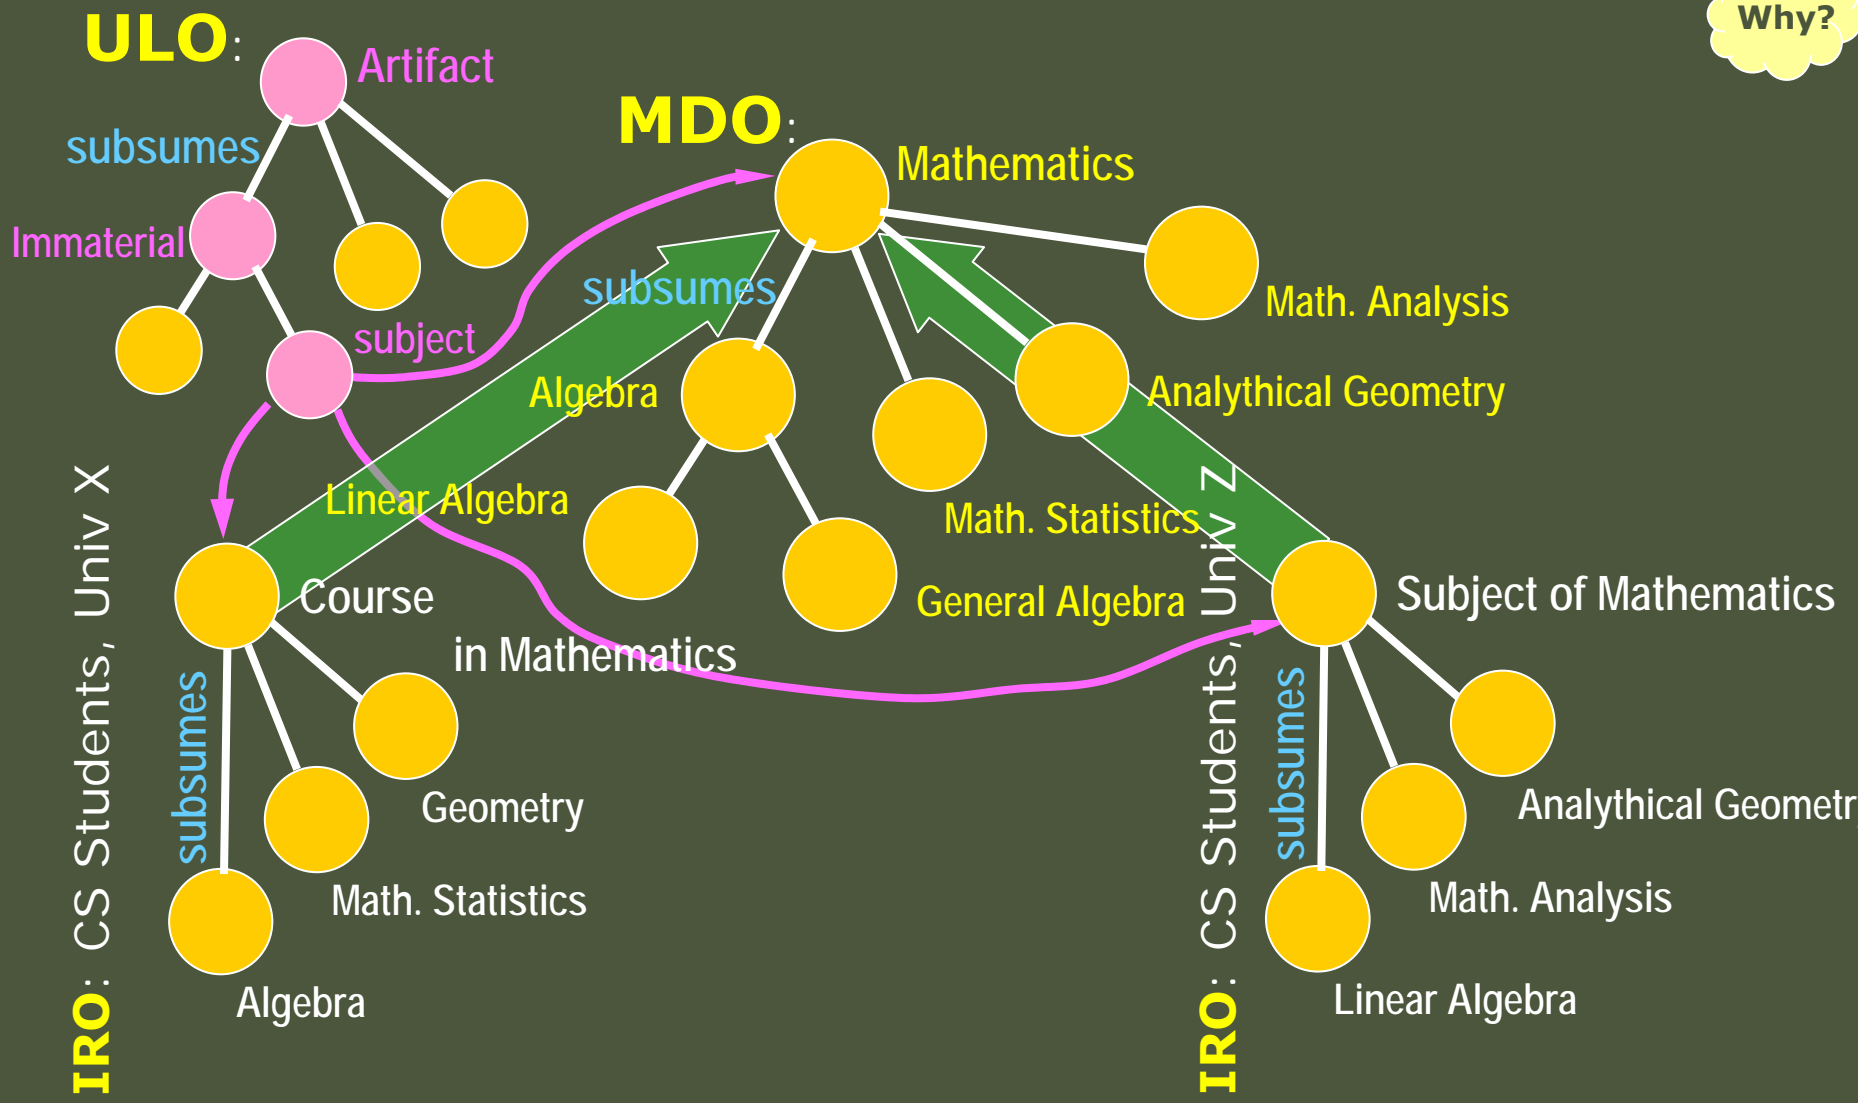 Why?
ULO:
Artifact
subsumes
Immaterial
subject
MDO:
Mathematics
subsumes
Math. Analysis
Algebra
Analythical Geometry
Linear Algebra
Math. Statistics
General Algebra
IRO: CS Students, Univ X
Course
in Mathematics
subsumes
Geometry
Math. Statistics
Algebra
IRO: CS Students, Univ Z
Subject of Mathematics
subsumes
Analythical Geometr
Math. Analysis
Linear Algebra